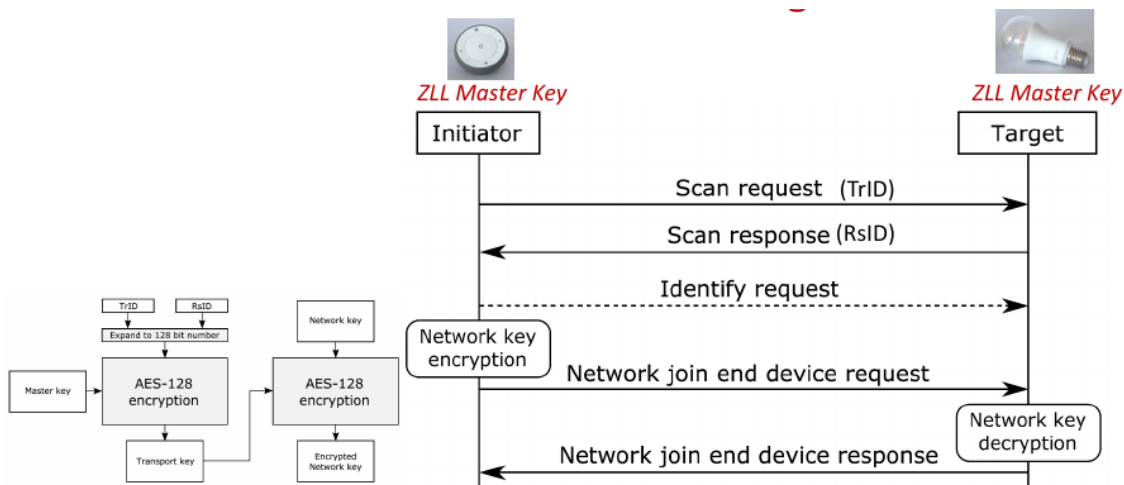 ZLL Master Key
ZLL Master Key
Initiator
Target
Scan request (TrID)
Scan response (RsID)
Identify request
Network key
encryption
Network join end device request
Network key
decryption
Network join end device response
TrID
RsID
Expand to 128 bit number
Network key
Master key
AES-128
encryption
AES-128
encryption
Transport key
Encrypted
Network key